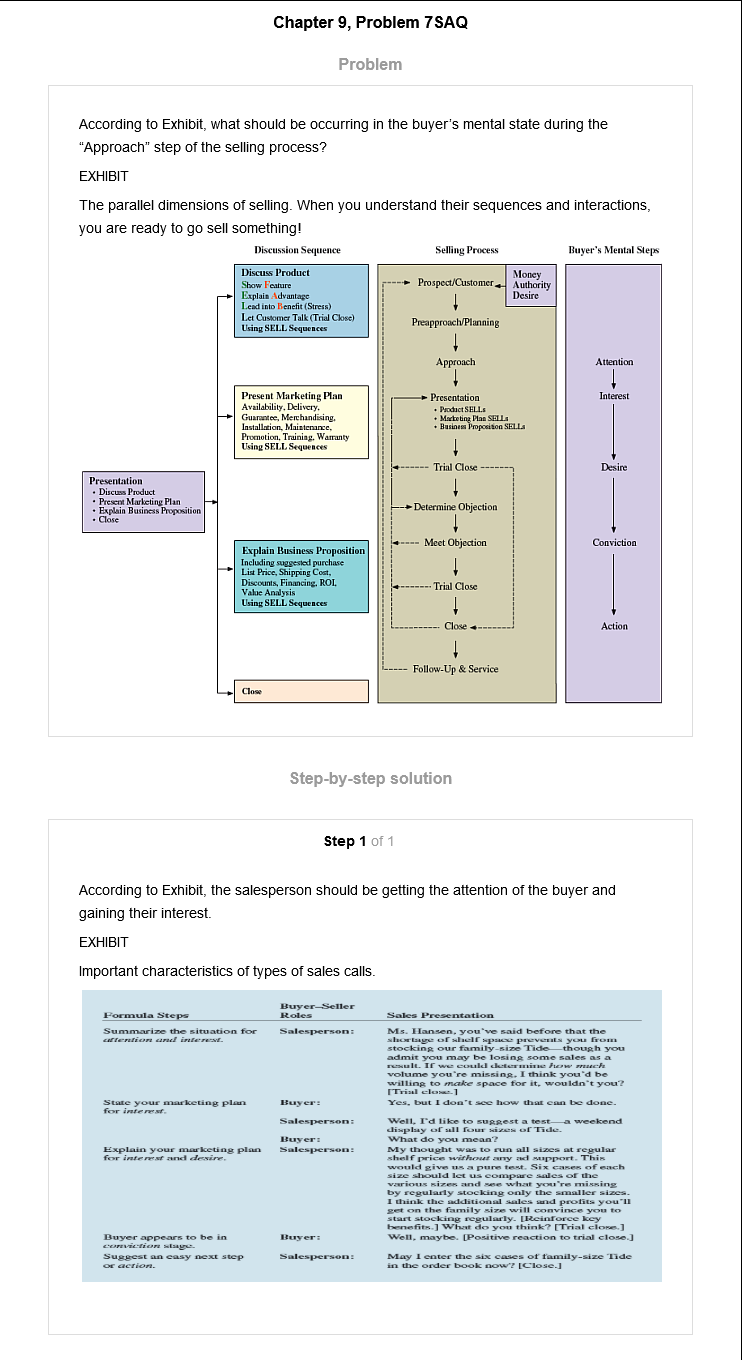 Chapter 9, Problem 7SAQ
Problem
According to Exhibit, what should be occurring in the buyer's mental state during the
“Approach” step of the selling process?
EXHIBIT
The parallel dimensions of selling. When you understand their sequences and interactions,
you are ready to go sell something!
Discussion Sequence
Selling Process
Buyer's Mental Steps
Presentation
• Discuss Product
• Present Marketing Plan
• Explain Business Proposition
• Close
Discuss Product
Show Feature
Explain Advantage
Lead into Benefit (Stress)
Let Customer Talk (Trial Close)
Using SELL Sequences
Present Marketing Plan
Availability, Delivery,
Guarantee, Merchandising,
Installation, Maintenance,
Promotion, Training, Warranty
Using SELL Sequences
Explain Business Proposition
Including suggested purchase
List Price, Shipping Cost,
Discounts, Financing, ROI,
Value Analysis
Using SELL Sequences
Close
Prospect/Customer
Money
Authority
Desire
Preapproach/Planning
Approach
Presentation
• Product SELLs
• Marketing Plan SELLs
• Business Proposition SELLs
Trial Close
Determine Objection
Meet Objection
Trial Close
Close
Follow-Up & Service
Attention
Interest
Desire
Conviction
Action
Step-by-step solution
Step 1 of 1
According to Exhibit, the salesperson should be getting the attention of the buyer and
gaining their interest.
EXHIBIT
Important characteristics of types of sales calls.
Formula Steps
Buyer–Seller
Roles
Sales Presentation
Summarize the situation for
attention and interest.
Salesperson:
Ms. Hansen, you've said before that the
shortage of shelf space prevents you from
stocking our family-size Tide—though you
admit you may be losing some sales as a
result. If we could determine how much
volume you're missing, I think you'd be
willing to make space for it, wouldn't you?
[Trial close.]
State your marketing plan
for interest.
Buyer:
Yes, but I don't see how that can be done.
Salesperson:
Well, I'd like to suggest a test—a weekend
display of all four sizes of Tide.
Buyer:
What do you mean?
Explain your marketing plan
for interest and desire.
Salesperson:
My thought was to run all sizes at regular
shelf price without any ad support. This
would give us a pure test. Six cases of each
size should let us compare sales of the
various sizes and see what you're missing
by regularly stocking only the smaller sizes.
I think the additional sales and profits you'll
get on the family size will convince you to
start stocking regularly. [Reinforce key
benefits.] What do you think? [Trial close.]
Buyer appears to be in
conviction stage.
Buyer:
Well, maybe. [Positive reaction to trial close.]
Suggest an easy next step
or action.
Salesperson:
May I enter the six cases of family-size Tide
in the order book now? [Close.]